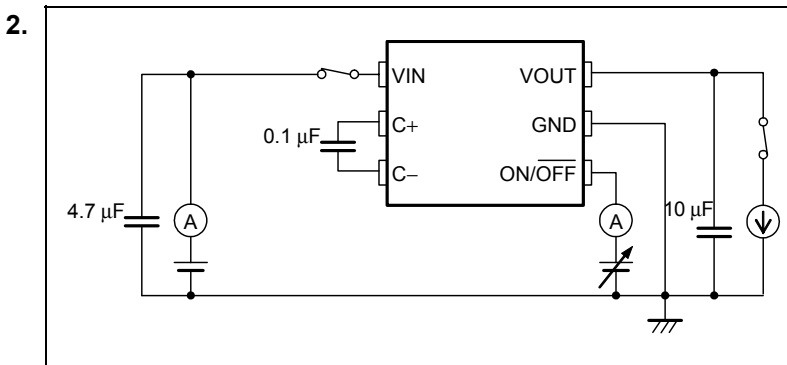 2.
VIN
VOUT
C+
GND
0.1 μF
C−
ON/OFF
4.7 μF
A
A
10 μF